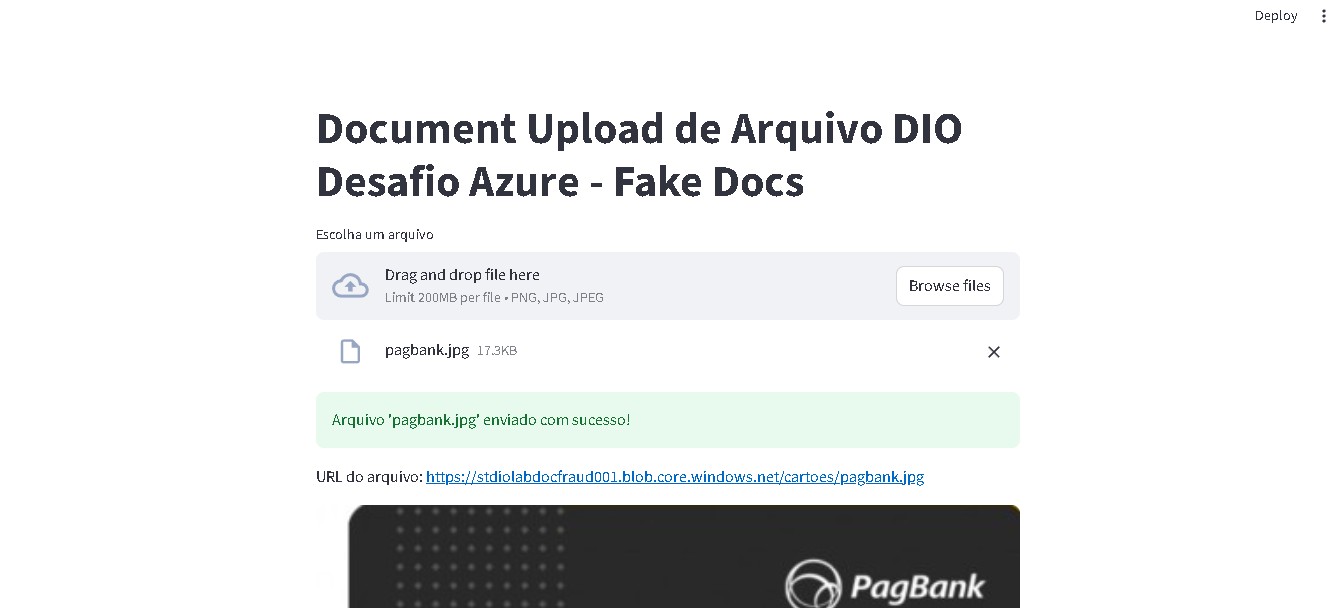 Deploy
Document Upload de Arquivo DIO
Desafio Azure - Fake Docs
Escolha um arquivo
Drag and drop file here
Limit 200MB per file • PNG, JPG, JPEG
Browse files
pagbank.jpg 17.3KB
Arquivo 'pagbank.jpg' enviado com sucesso!
URL do arquivo: https://stdiolabdocfraud001.blob.core.windows.net/cartoes/pagbank.jpg
PagBank